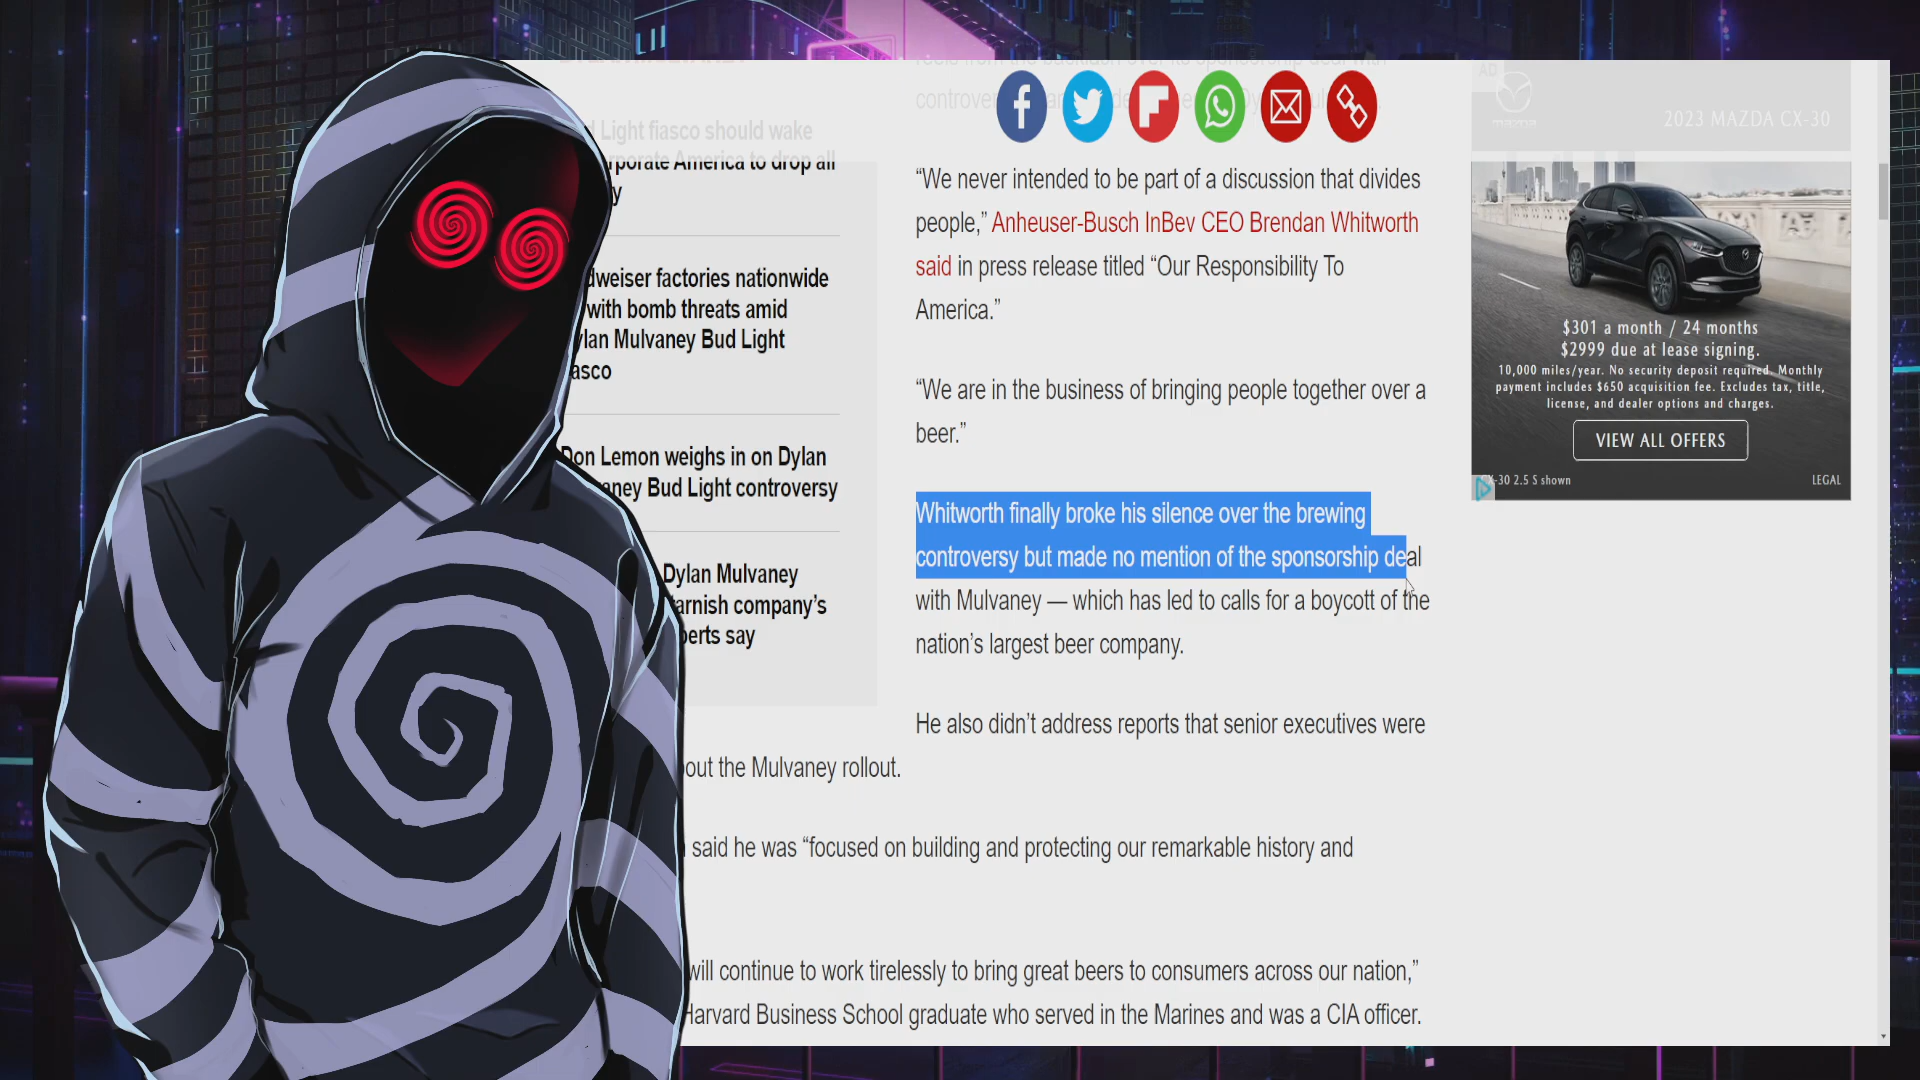 d Light fiasco should wake
rporate America to drop all
y
dweiser factories nationwide
with bomb threats amid
ylan Mulvaney Bud Light
asco
Don Lemon weighs in on Dylan
aney Bud Light controversy
Dylan Mulvaney
tarnish company’s
perts say
“We never intended to be part of a discussion that divides
people,” Anheuser-Busch InBev CEO Brendan Whitworth
said in press release titled “Our Responsibility To
America.”
“We are in the business of bringing people together over a
beer.”
Whitworth finally broke his silence over the brewing
controversy but made no mention of the sponsorship deal
with Mulvaney — which has led to calls for a boycott of the
nation’s largest beer company.
He also didn’t address reports that senior executives were
out the Mulvaney rollout.
said he was “focused on building and protecting our remarkable history and
will continue to work tirelessly to bring great beers to consumers across our nation,”
Harvard Business School graduate who served in the Marines and was a CIA officer.
AD
mazda
2023 MAZDA CX-30
$301 a month / 24 months
$2999 due at lease signing.
10,000 miles/year. No security deposit required. Monthly
payment includes $650 acquisition fee. Excludes tax, title,
license, and dealer options and charges.
VIEW ALL OFFERS
X-30 2.5 S shown
LEGAL